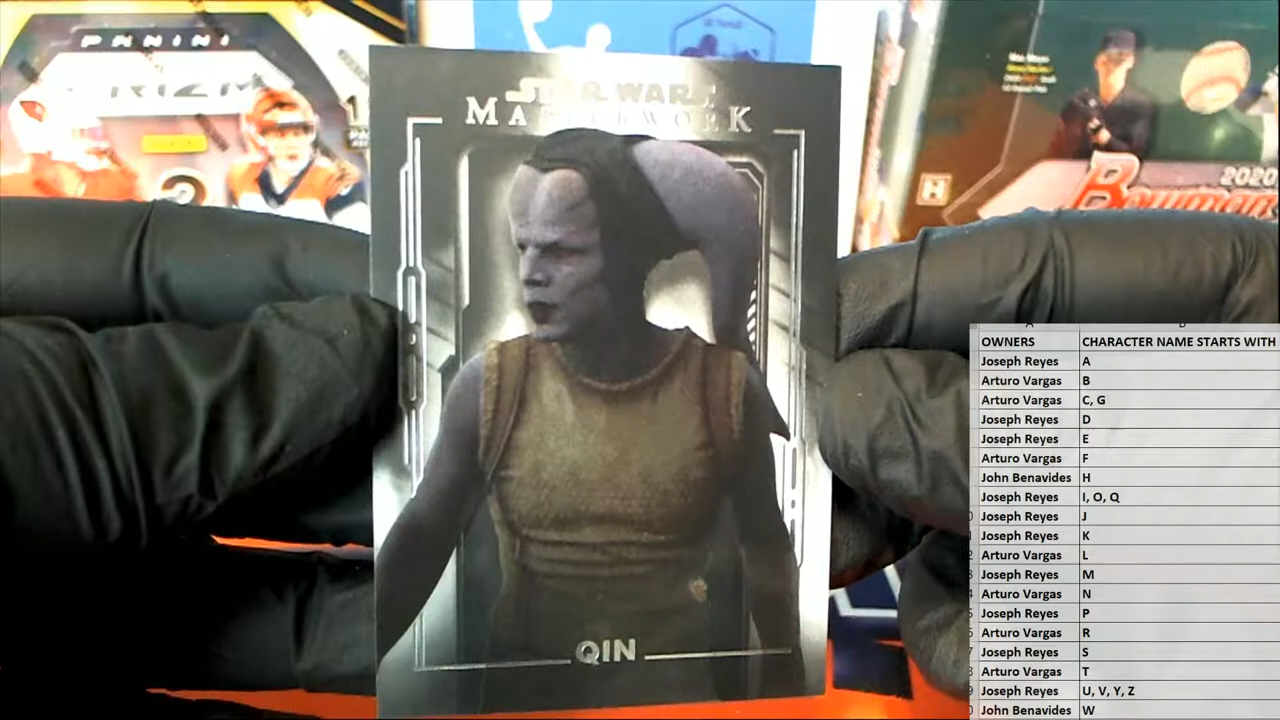 PANINI
PRIZM
STAR WARS
MASTERWORK
QIN
H
2020
Bowman
A B
OWNERS CHARACTER NAME STARTS WITH
Joseph Reyes A
Arturo Vargas B
Arturo Vargas C, G
Joseph Reyes D
Joseph Reyes E
Arturo Vargas F
John Benavides H
Joseph Reyes I, O, Q
Joseph Reyes J
Joseph Reyes K
Arturo Vargas L
Joseph Reyes M
Arturo Vargas N
Joseph Reyes P
Arturo Vargas R
Joseph Reyes S
Arturo Vargas T
Joseph Reyes U, V, Y, Z
John Benavides W